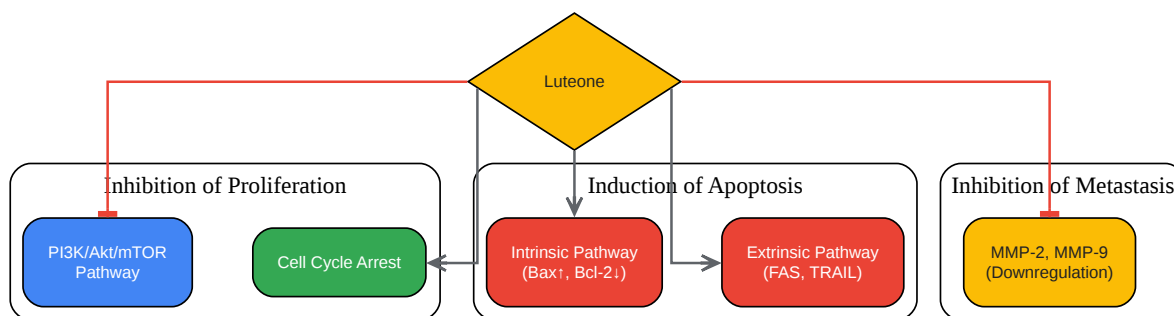 Luteone
Inhibition of Proliferation
Induction of Apoptosis
Inhibition of Metastasis
PI3K/Akt/mTOR
Pathway
Cell Cycle Arrest
Intrinsic Pathway
(Bax↑, Bcl-2↓)
Extrinsic Pathway
(FAS, TRAIL)
MMP-2, MMP-9
(Downregulation)